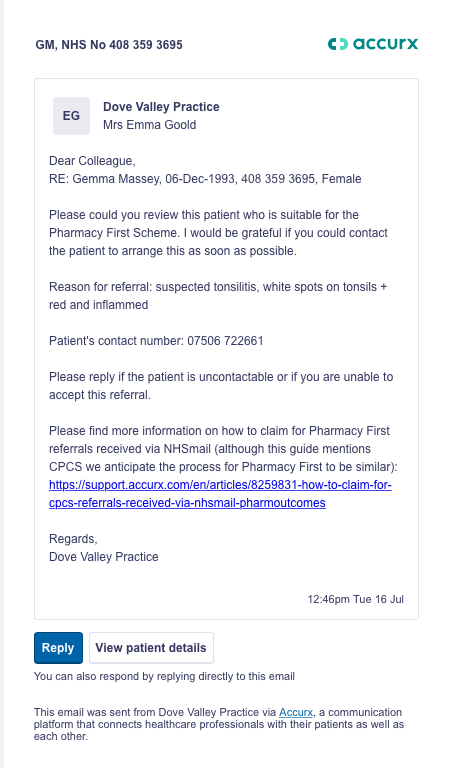 GM, NHS No 408 359 3695
accurx
EG
Dove Valley Practice
Mrs Emma Goold
Dear Colleague,
RE: Gemma Massey, 06-Dec-1993, 408 359 3695, Female
Please could you review this patient who is suitable for the
Pharmacy First Scheme. I would be grateful if you could contact
the patient to arrange this as soon as possible.
Reason for referral: suspected tonsilitis, white spots on tonsils +
red and inflammed
Patient's contact number: 07506 722661
Please reply if the patient is uncontactable or if you are unable to
accept this referral.
Please find more information on how to claim for Pharmacy First
referrals received via NHSmail (although this guide mentions
CPCS we anticipate the process for Pharmacy First to be similar):
https://support.accurx.com/en/articles/8259831-how-to-claim-for-
cpcs-referrals-received-via-nhsmail-pharmoutcomes
Regards,
Dove Valley Practice
12:46pm Tue 16 Jul
Reply
View patient details
You can also respond by replying directly to this email
This email was sent from Dove Valley Practice via Accurx, a communication
platform that connects healthcare professionals with their patients as well as
each other.